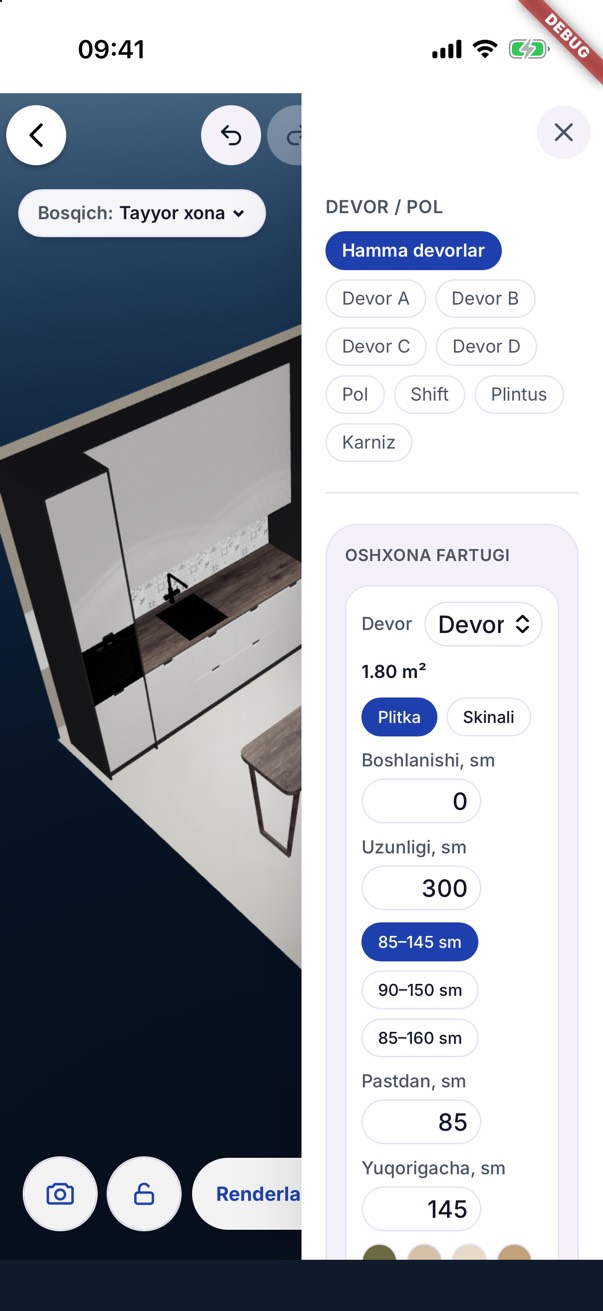 09:41
DEBUG
Bosqich: Tayyor xona
DEVOR / POL
Hamma devorlar
Devor A
Devor B
Devor C
Devor D
Pol
Shift
Plintus
Karniz
OSHXONA FARTUGI
Devor
Devor
1.80 m²
Plitka
Skinali
Boshlanishi, sm
0
Uzunligi, sm
300
85–145 sm
90–150 sm
85–160 sm
Pastdan, sm
85
Yuqorigacha, sm
145
Renderla